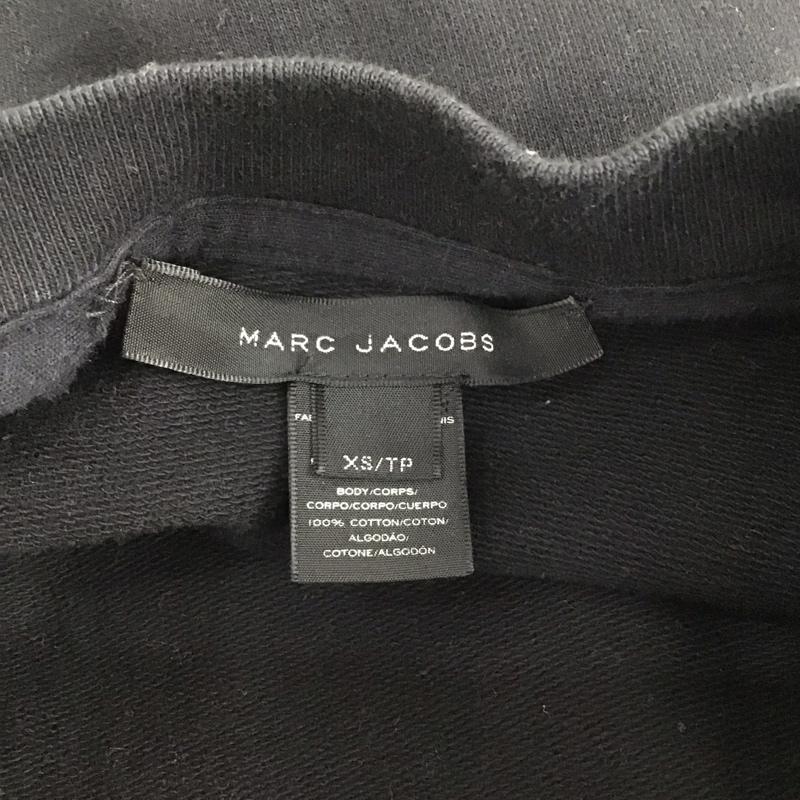 MARC JACOBS
XS/TP
BODY/CORPS/
CORPO/CORPO/CUERPO
100% COTTON/COTON/
ALGODÃO/
COTONE/ALGODÓN